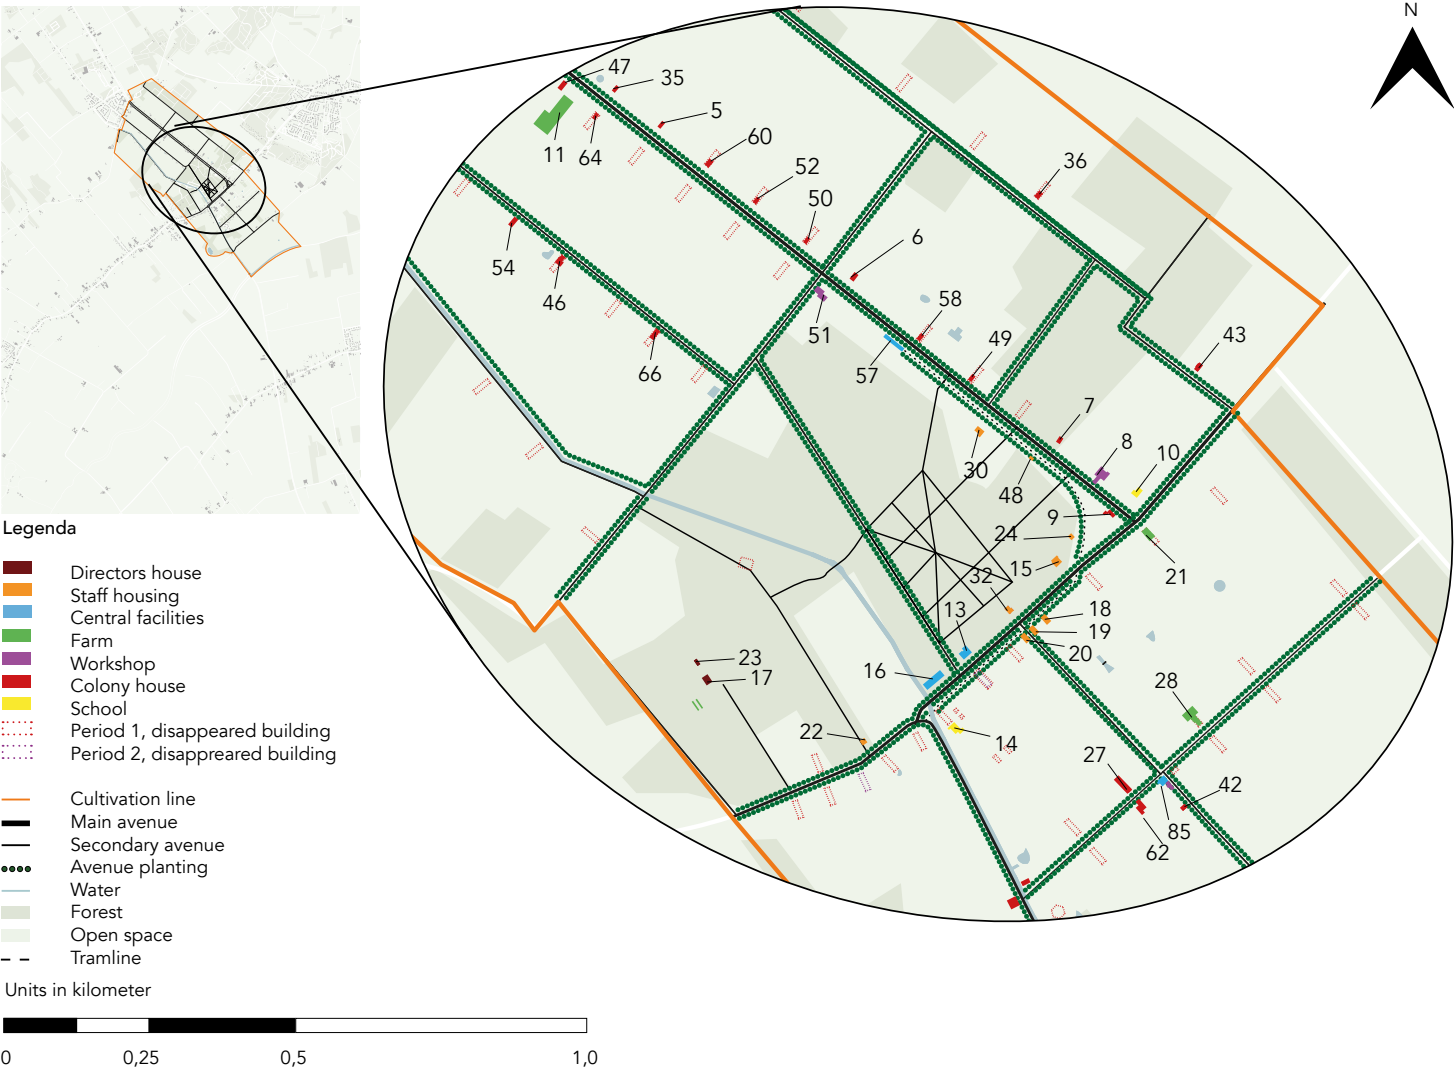 N
47
35
5
60
11
64
52
36
50
6
54
46
58
51
49
43
57
66
7
8
10
30
48
9
24
15
21
32
13
18
19
20
23
17
16
28
22
14
27
42
85
62
Legenda
Directors house
Staff housing
Central facilities
Farm
Workshop
Colony house
School
Period 1, disappeared building
Period 2, disappreared building
Cultivation line
Main avenue
Secondary avenue
Avenue planting
Water
Forest
Open space
Tramline
Units in kilometer
0 0,25 0,5 1,0